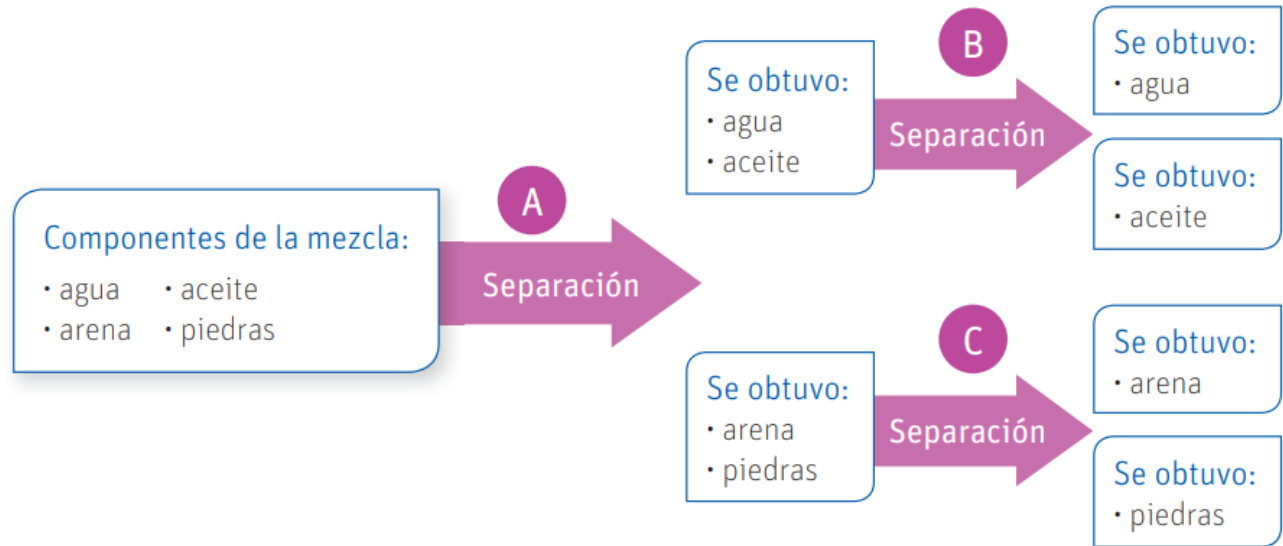 Componentes de la mezcla:
• agua • aceite
• arena • piedras
A
Separación
Se obtuvo:
• agua
• aceite
B
Separación
Se obtuvo:
• agua
Se obtuvo:
• aceite
Se obtuvo:
• arena
• piedras
C
Separación
Se obtuvo:
• arena
Se obtuvo:
• piedras